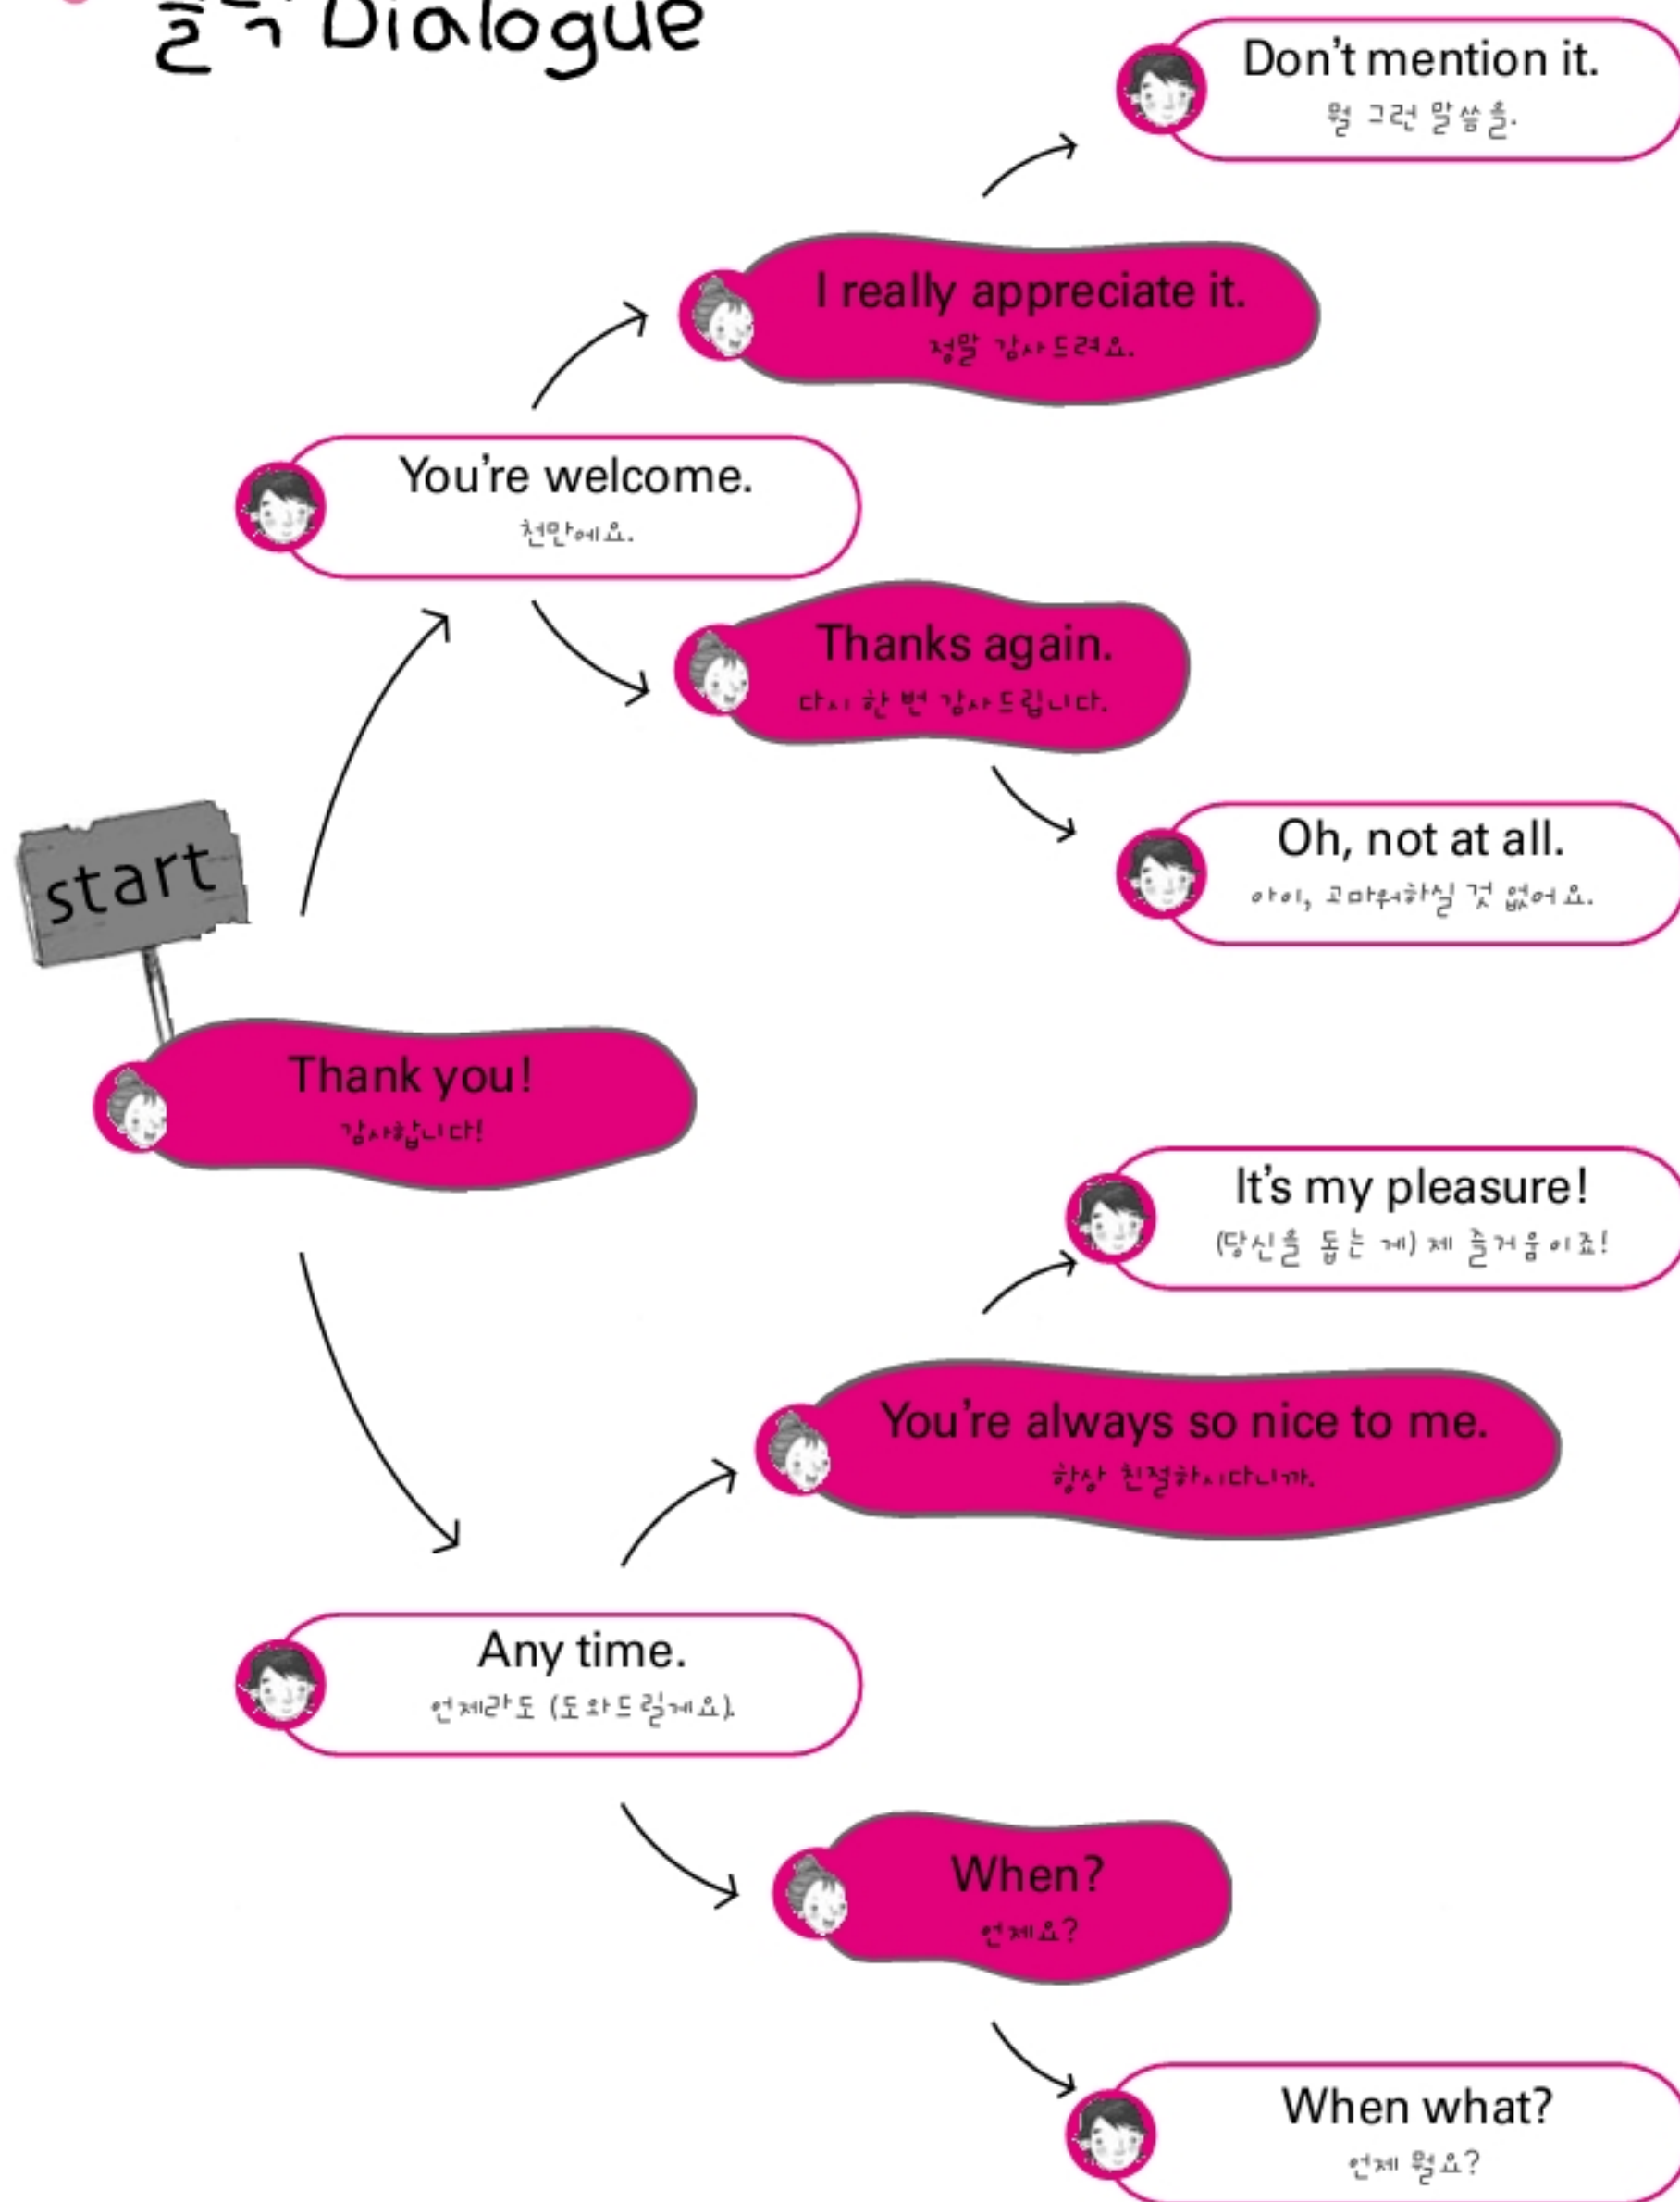 Dialogue
Don't mention it.
뭘 그런 말씀을.
I really appreciate it.
정말 감사드려요.
You're welcome.
천만에요.
Thanks again.
다시 한 번 감사드립니다.
start
Oh, not at all.
아이, 고마워하실 것 없어요.
Thank you!
감사합니다!
It's my pleasure!
(당신을 돕는 게) 제 즐거움이죠!
You're always so nice to me.
항상 친절하시다니까.
Any time.
언제라도 (도와드릴게요).
When?
언제요?
When what?
언제 뭘요?